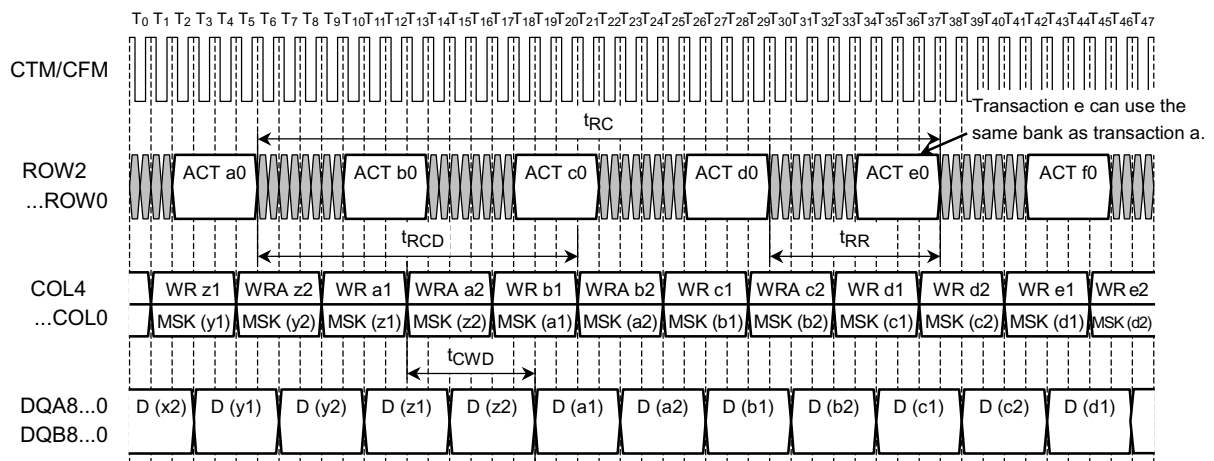 T0 T1 T2 T3 T4 T5 T6 T7 T8 T9 T10 T11 T12 T13 T14 T15 T16 T17 T18 T19 T20 T21 T22 T23 T24 T25 T26 T27 T28 T29 T30 T31 T32 T33 T34 T35 T36 T37 T38 T39 T40 T41 T42 T43 T44 T45 T46 T47
CTM/CFM
Transaction e can use the
same bank as transaction a.
tRC
ROW2
...ROW0
ACT a0 ACT b0 ACT c0 ACT d0 ACT e0 ACT f0
tRCD tRR
COL4
...COL0
WR z1 WRA z2 WR a1 WRA a2 WR b1 WRA b2 WR c1 WRA c2 WR d1 WR d2 WR e1 WR e2
MSK (y1) MSK (y2) MSK (z1) MSK (z2) MSK (a1) MSK (a2) MSK (b1) MSK (b2) MSK (c1) MSK (c2) MSK (d1) MSK (d2)
tCWD
DQA8...0
DQB8...0
D (x2) D (y1) D (y2) D (z1) D (z2) D (a1) D (a2) D (b1) D (b2) D (c1) D (c2) D (d1)